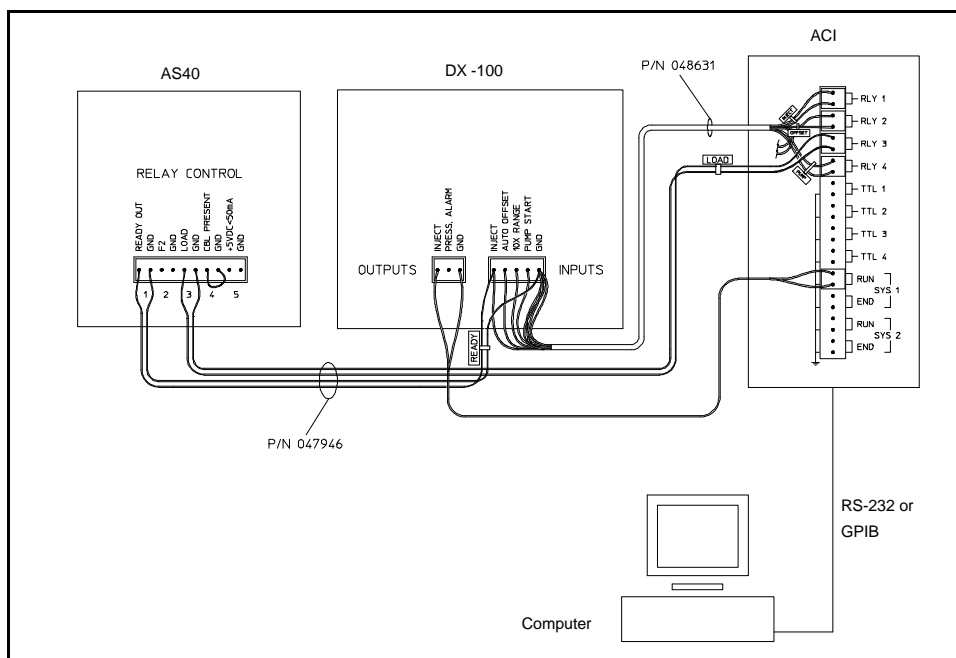 ACI
AS40
DX -100
P/N 048631
RLY 1
RLY 2
RLY 3
RLY 4
TTL 1
TTL 2
TTL 3
TTL 4
RUN
SYS 1
END
RUN
SYS 2
END
INJECT
OFFSET
PUMP
LOAD
RELAY CONTROL
READY OUT
GND
F2
GND
LOAD
GND
CBL PRESENT
GND
+5VDC<50mA
GND
1 2 3 4 5
OUTPUTS
INJECT
PRESS. ALARM
GND
INJECT
AUTO OFFSET
10X RANGE
PUMP START
GND
INPUTS
READY
P/N 047946
RS-232 or
GPIB
Computer